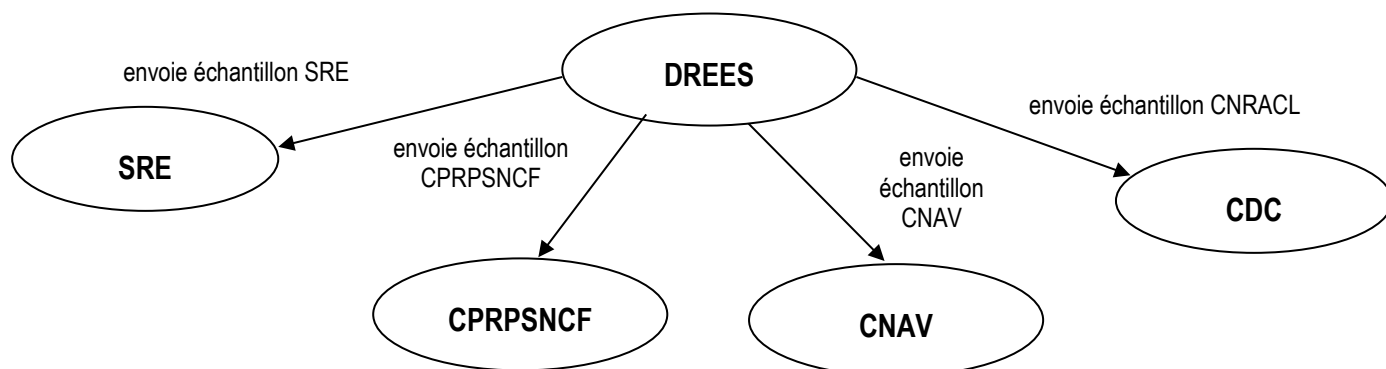 DREES
envoie échantillon SRE
envoie échantillon CNRACL
SRE
envoie échantillon
CPRPSNCF
envoie
échantillon
CNAV
CDC
CPRPSNCF
CNAV